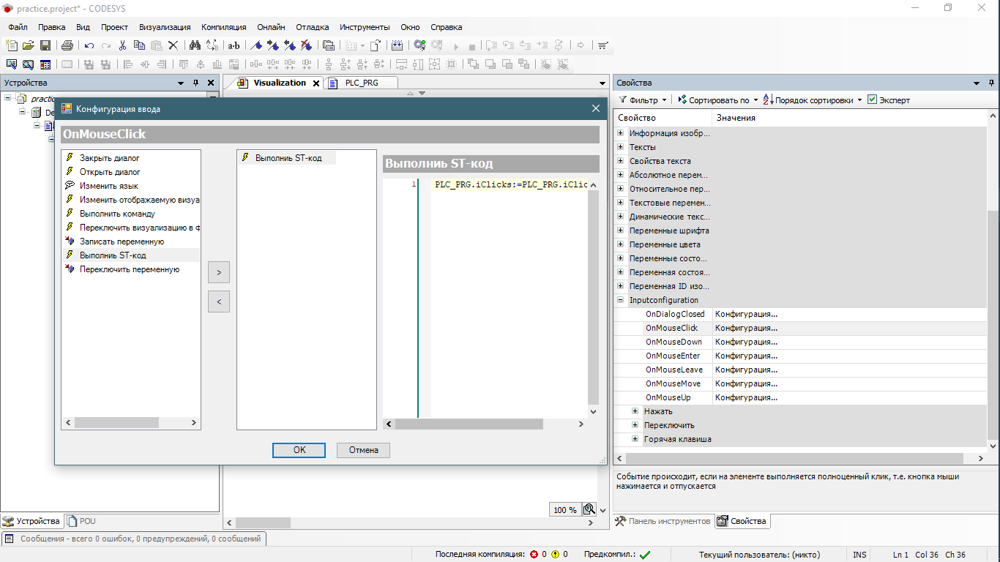 practice.project* - CODESYS
Файл Правка Вид Проект Визуализация Компиляция Онлайн Отладка Инструменты Окно Справка
Устройства
practic
De
Visualization
PLC_PRG
Конфигурация ввода
OnMouseClick
Закрыть диалог
Открыть диалог
Изменить язык
Изменить отображаемую визуа
Выполнить команду
Переключить визуализацию в ф
Записать переменную
Выполниь ST-код
Переключить переменную
>
<
Выполниь ST-код
Выполниь ST-код
1 PLC_PRG.iClicks:=PLC_PRG.iClic
OK
Отмена
100 %
Свойства
Фильтр Сортировать по Порядок сортировки Эксперт
Свойство Значения
Информация изобр...
Тексты
Свойства текста
Абсолютное перем...
Относительное пер...
Текстовые перемен...
Динамические текс...
Переменные шрифта
Переменные цвета
Переменные состо...
Переменная состоя...
Переменная ID изо...
Inputconfiguration
OnDialogClosed Конфигурация...
OnMouseClick Конфигурация...
OnMouseDown Конфигурация...
OnMouseEnter Конфигурация...
OnMouseLeave Конфигурация...
OnMouseMove Конфигурация...
OnMouseUp Конфигурация...
Нажать
Переключить
Горячая клавиша
Событие происходит, если на элементе выполняется полноценный клик, т.е. кнопка мыши
нажимается и отпускается
Устройства POU
Панель инструментов Свойства
Сообщения - всего 0 ошибок, 0 предупреждений, 0 сообщений
Последняя компиляция: 0 0 Предкомпил.: Текущий пользователь: (никто) INS Ln 1 Col 36 Ch 36